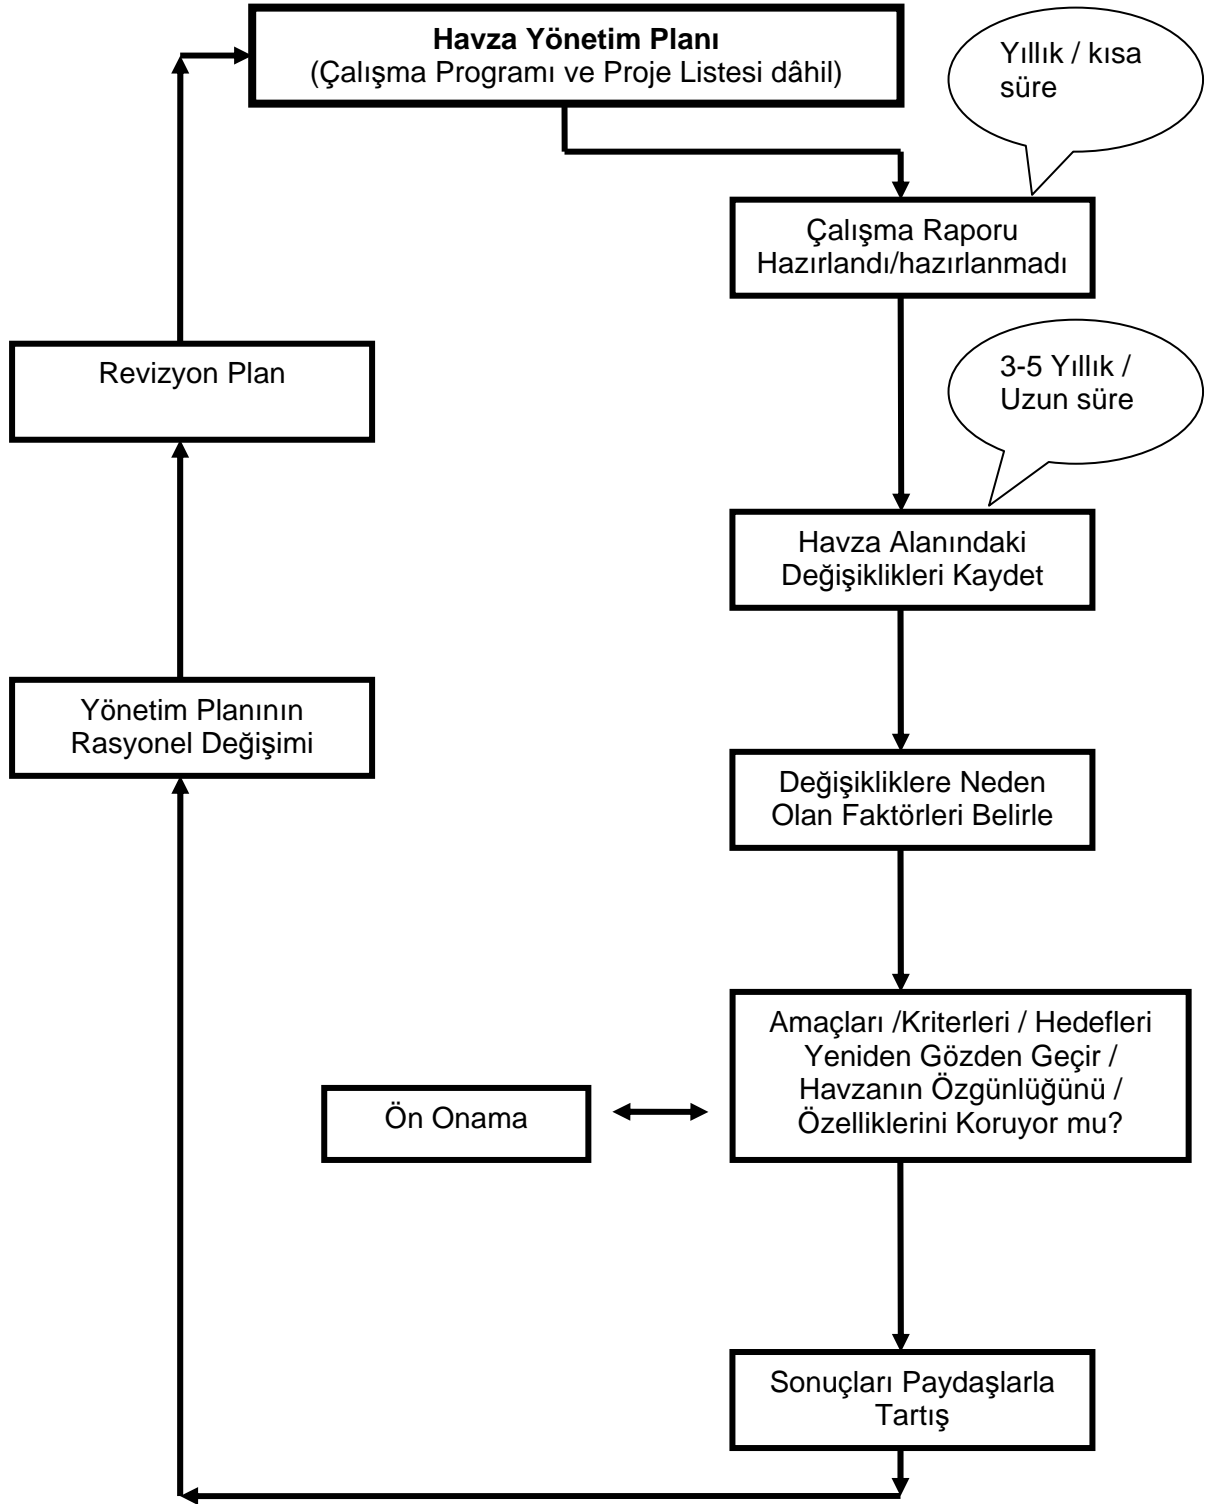 Havza Yönetim Planı
(Çalışma Programı ve Proje Listesi dâhil)
Yıllık / kısa
süre
Çalışma Raporu
Hazırlandı/hazırlanmadı
3-5 Yıllık /
Uzun süre
Revizyon Plan
Havza Alanındaki
Değişiklikleri Kaydet
Yönetim Planının
Rasyonel Değişimi
Değişikliklere Neden
Olan Faktörleri Belirle
Amaçları /Kriterleri / Hedefleri
Yeniden Gözden Geçir /
Havzanın Özgünlüğünü /
Özelliklerini Koruyor mu?
Ön Onama
Sonuçları Paydaşlarla
Tartış